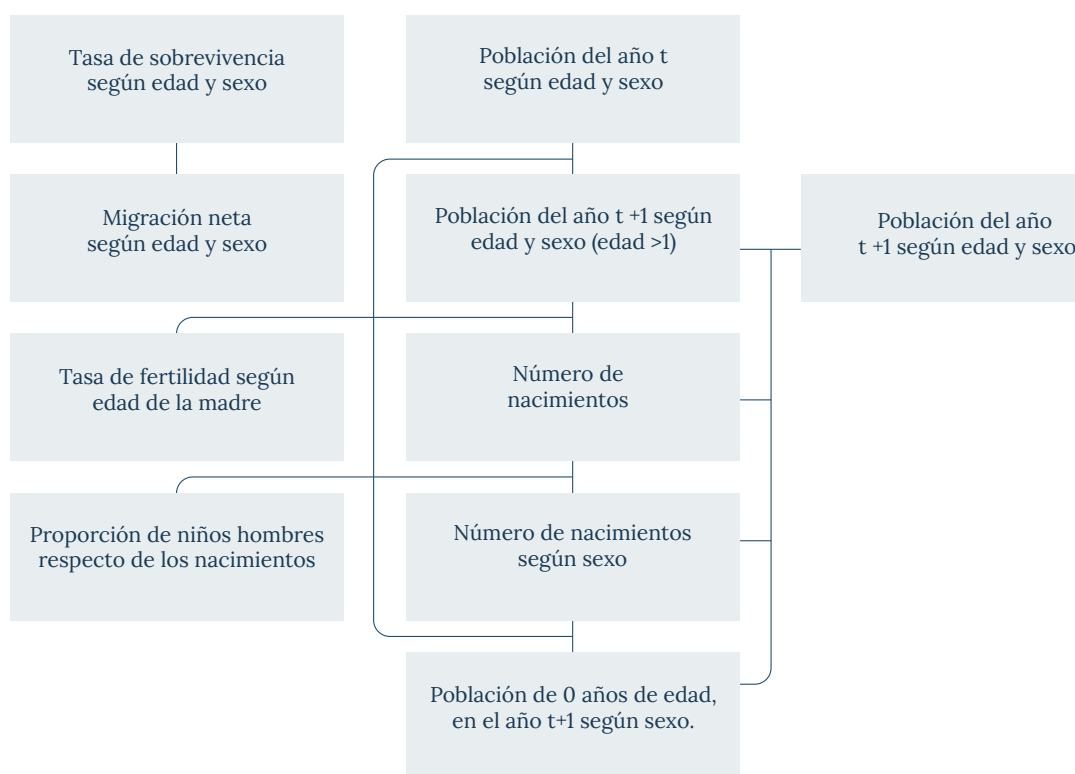 Tasa de sobrevivencia
según edad y sexo
Población del año t
según edad y sexo
Migración neta
según edad y sexo
Población del año t +1 según
edad y sexo (edad >1)
Población del año
t +1 según edad y sexo
Tasa de fertilidad según
edad de la madre
Número de
nacimientos
Proporción de niños hombres
respecto de los nacimientos
Número de nacimientos
según sexo
Población de 0 años de edad,
en el año t+1 según sexo.